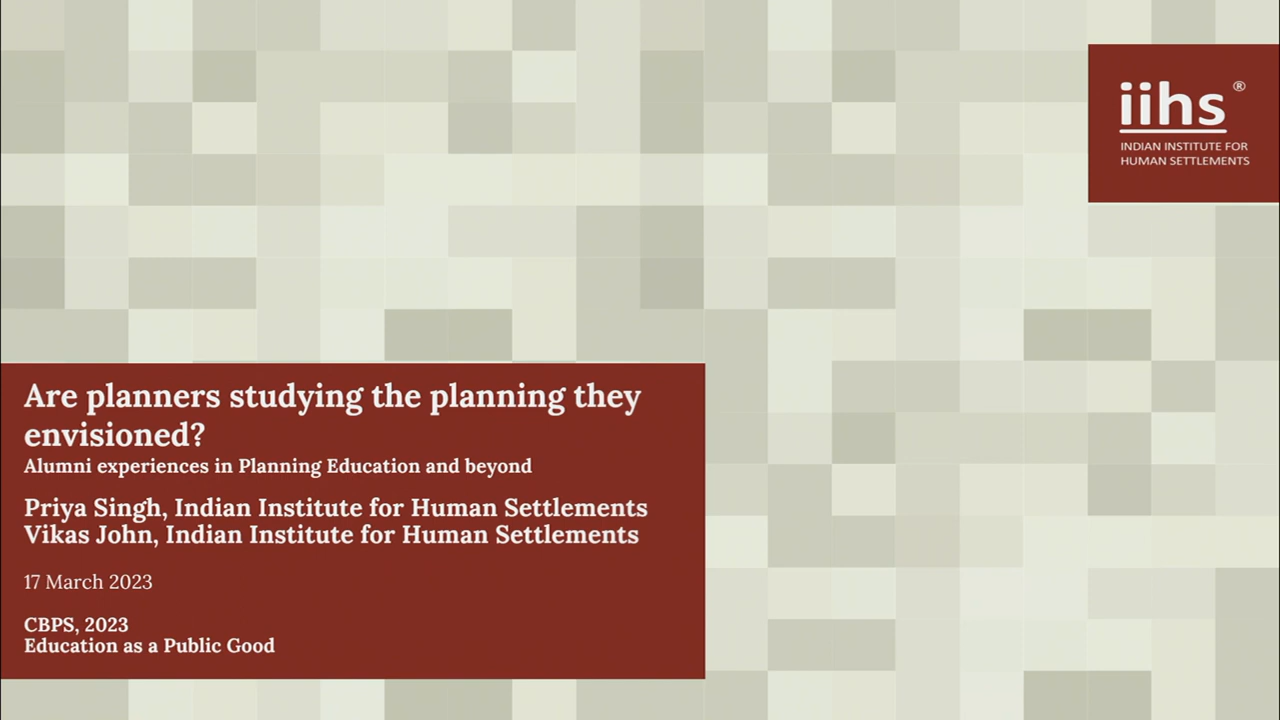 iihs®
INDIAN INSTITUTE FOR
HUMAN SETTLEMENTS
Are planners studying the planning they
envisioned?
Alumni experiences in Planning Education and beyond
Priya Singh, Indian Institute for Human Settlements
Vikas John, Indian Institute for Human Settlements
17 March 2023
CBPS, 2023
Education as a Public Good